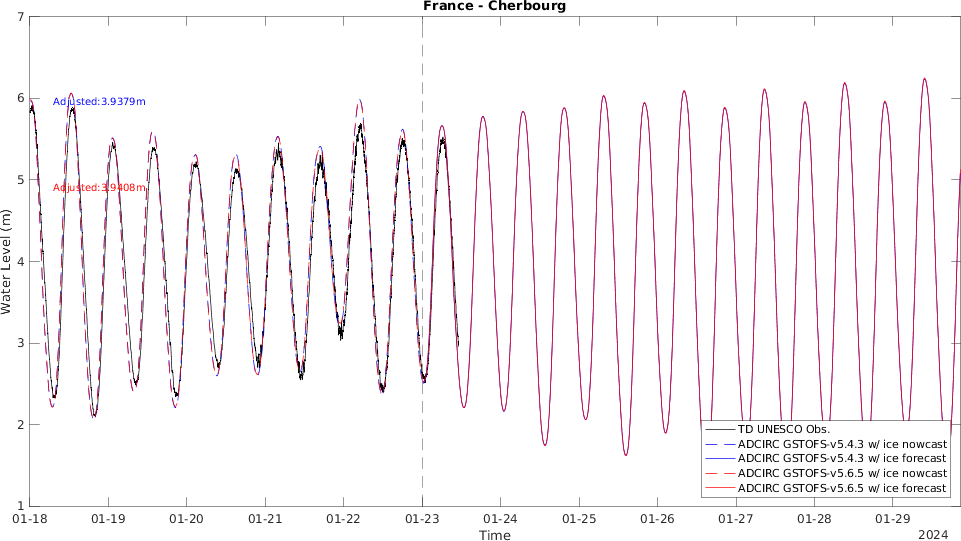 France - Cherbourg
7
6
5
4
3
2
1
Water Level (m)
Adjusted:3.9379m
Adjusted:3.9408m
TD UNESCO Obs.
ADCIRC GSTOFS-v5.4.3 w/ ice nowcast
ADCIRC GSTOFS-v5.4.3 w/ ice forecast
ADCIRC GSTOFS-v5.6.5 w/ ice nowcast
ADCIRC GSTOFS-v5.6.5 w/ ice forecast
01-18 01-19 01-20 01-21 01-22 01-23 01-24 01-25 01-26 01-27 01-28 01-29
Time
2024